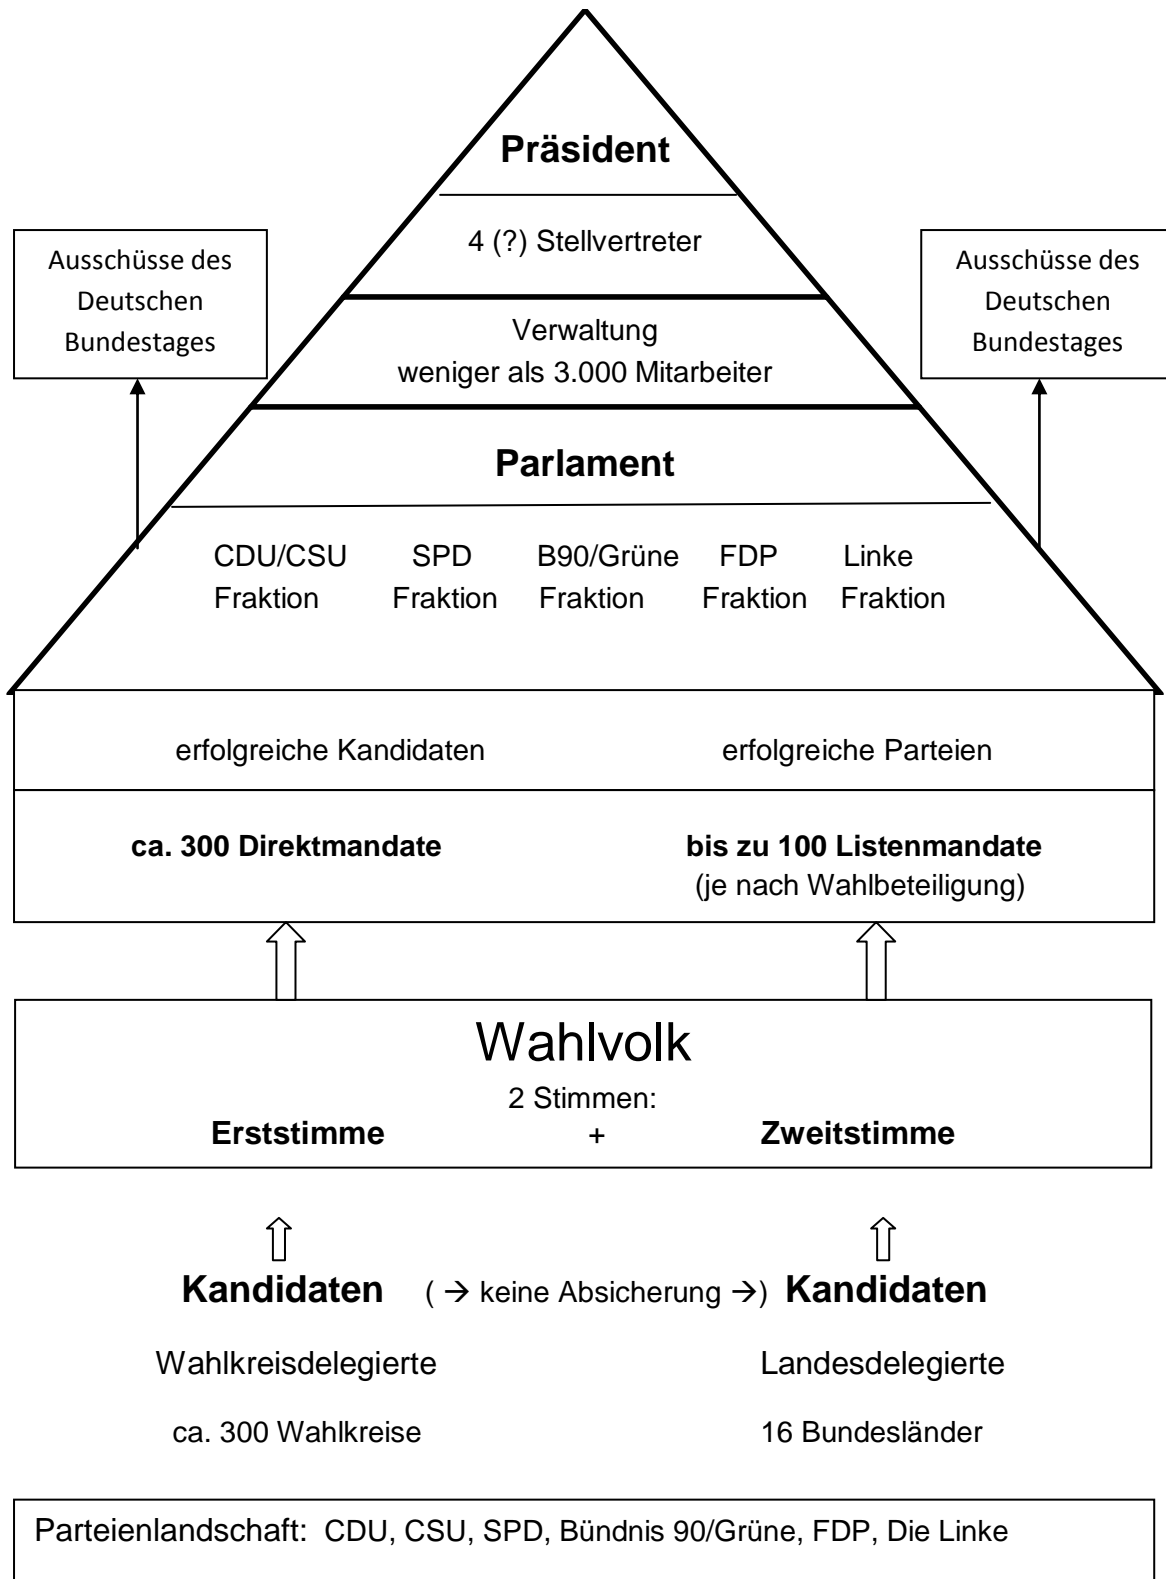 Präsident
4 (?) Stellvertreter
Ausschüsse des
Deutschen
Bundestages
Ausschüsse des
Deutschen
Bundestages
Verwaltung
weniger als 3.000 Mitarbeiter
Parlament
CDU/CSU SPD B90/Grüne FDP Linke
Fraktion Fraktion Fraktion Fraktion Fraktion
erfolgreiche Kandidaten erfolgreiche Parteien
ca. 300 Direktmandate bis zu 100 Listenmandate
(je nach Wahlbeteiligung)
Wahlvolk
2 Stimmen:
Erststimme + Zweitstimme
Kandidaten ( → keine Absicherung →) Kandidaten
Wahlkreisdelegierte Landesdelegierte
ca. 300 Wahlkreise 16 Bundesländer
Parteienlandschaft: CDU, CSU, SPD, Bündnis 90/Grüne, FDP, Die Linke